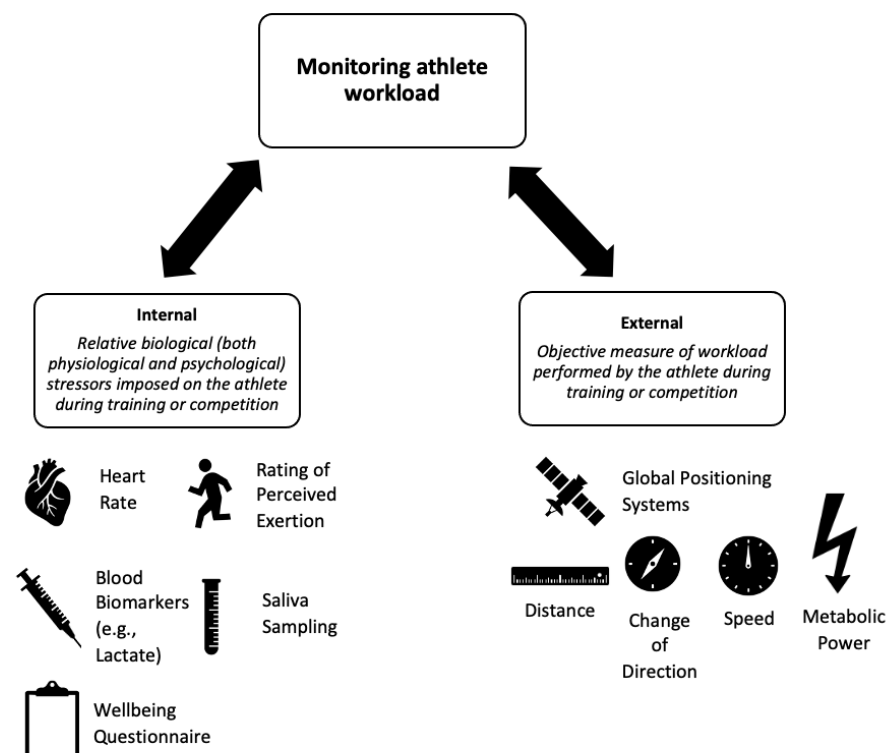 Monitoring athlete
workload
Internal
Relative biological (both
physiological and psychological)
stressors imposed on the athlete
during training or competition
External
Objective measure of workload
performed by the athlete during
training or competition
Heart
Rate
Rating of
Perceived
Exertion
Blood
Biomarkers
(e.g.,
Lactate)
Saliva
Sampling
Wellbeing
Questionnaire
Global Positioning
Systems
Distance
Change
of
Direction
Speed
Metabolic
Power